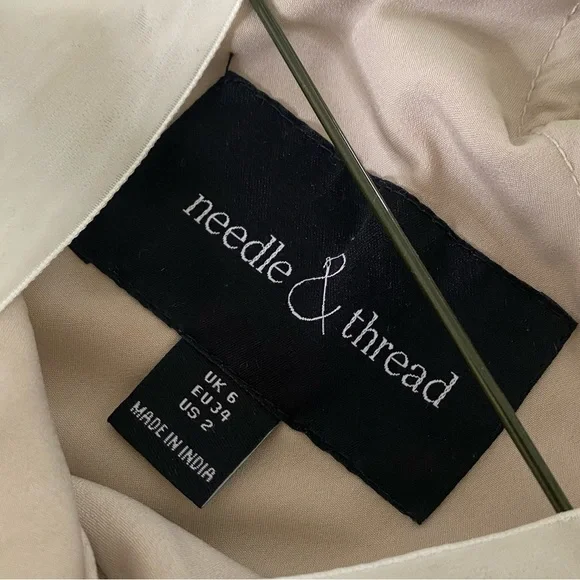 needle & thread
UK 6
EU 34
US 2
MADE IN INDIA